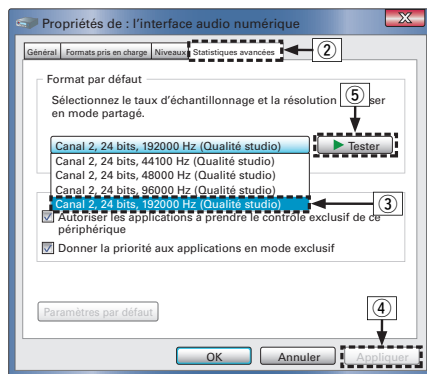 Propriétés de : l'interface audio numérique
Général Formats pris en charge Niveaux Statistiques avancées
②
Format par défaut
Sélectionnez le taux d'échantillonnage et la résolution ser
en mode partagé.
⑤
Canal 2, 24 bits, 192000 Hz (Qualité studio)
Tester
Canal 2, 24 bits, 44100 Hz (Qualité studio)
Canal 2, 24 bits, 48000 Hz (Qualité studio)
Canal 2, 24 bits, 96000 Hz (Qualité studio)
Canal 2, 24 bits, 192000 Hz (Qualité studio)
③
Autoriser les applications à prendre le contrôle exclusif de ce
périphérique
Donner la priorité aux applications en mode exclusif
Paramètres par défaut
④
OK Annuler Appliquer